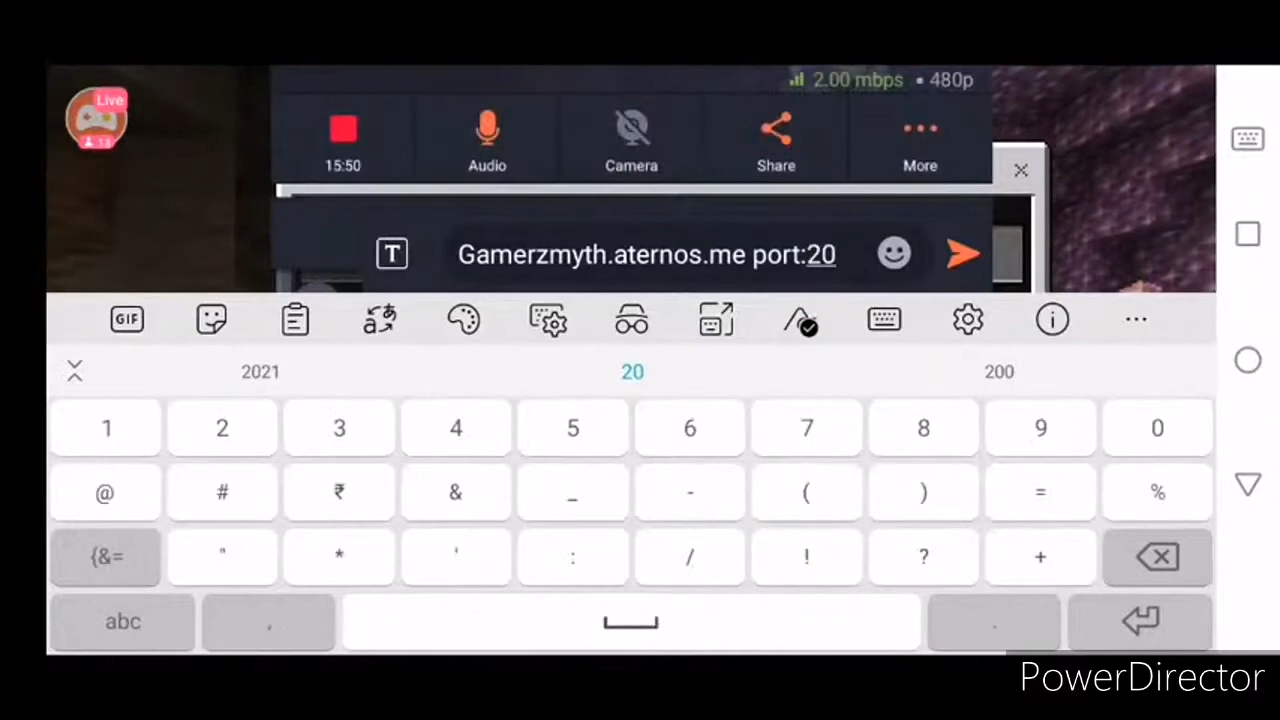 2.00 mbps • 480p
Live
18
15:50
Audio
Camera
Share
More
T
Gamerzmyth.aternos.me port:20
GIF
2021
20
200
1 2 3 4 5 6 7 8 9 0
@ # ₹ & _ - ( ) = %
{&= " * ' : / ! ? +
abc , .
PowerDirector